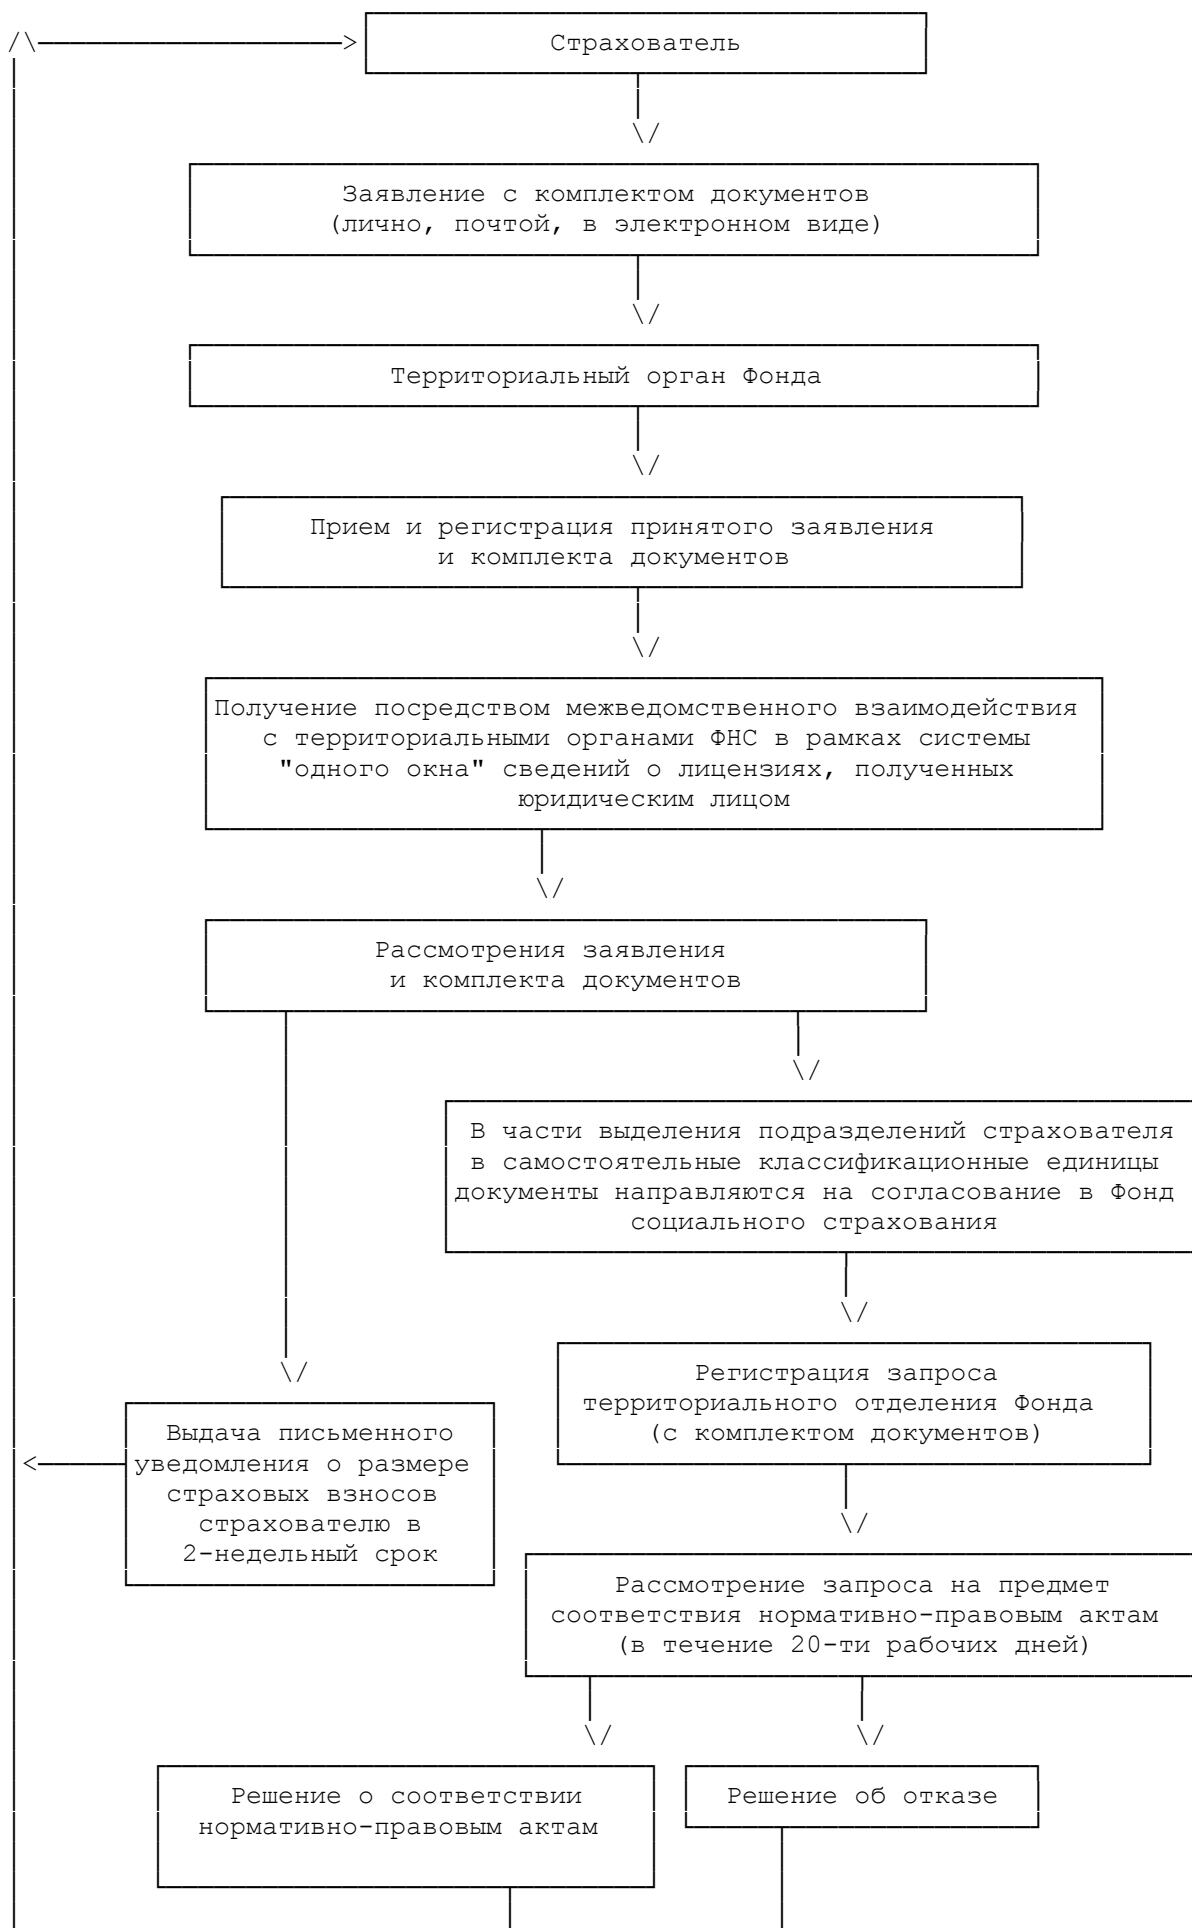 Страхователь
Заявление с комплектом документов
(лично, почтой, в электронном виде)
Территориальный орган Фонда
Прием и регистрация принятого заявления
и комплекта документов
Получение посредством межведомственного взаимодействия
с территориальными органами ФНС в рамках системы
"одного окна" сведений о лицензиях, полученных
юридическим лицом
Рассмотрения заявления
и комплекта документов
В части выделения подразделений страхователя
в самостоятельные классификационные единицы
документы направляются на согласование в Фонд
социального страхования
Регистрация запроса
территориального отделения Фонда
(с комплектом документов)
Выдача письменного
уведомления о размере
страховых взносов
страхователю в
2-недельный срок
Рассмотрение запроса на предмет
соответствия нормативно-правовым актам
(в течение 20-ти рабочих дней)
Решение о соответствии
нормативно-правовым актам
Решение об отказе